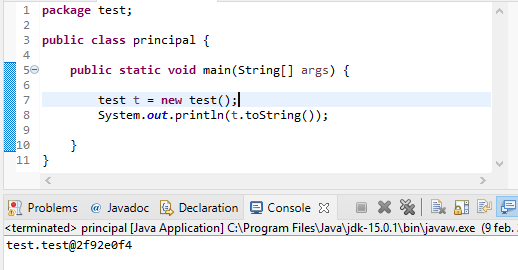 1 package test;
2
3 public class principal {
4
5 public static void main(String[] args) {
6
7 test t = new test();
8 System.out.println(t.toString());
9
10 }
11 }
Problems @ Javadoc Declaration Console
<terminated> principal [Java Application] C:\Program Files\Java\jdk-15.0.1\bin\javaw.exe (9 feb.
test.test@2f92e0f4